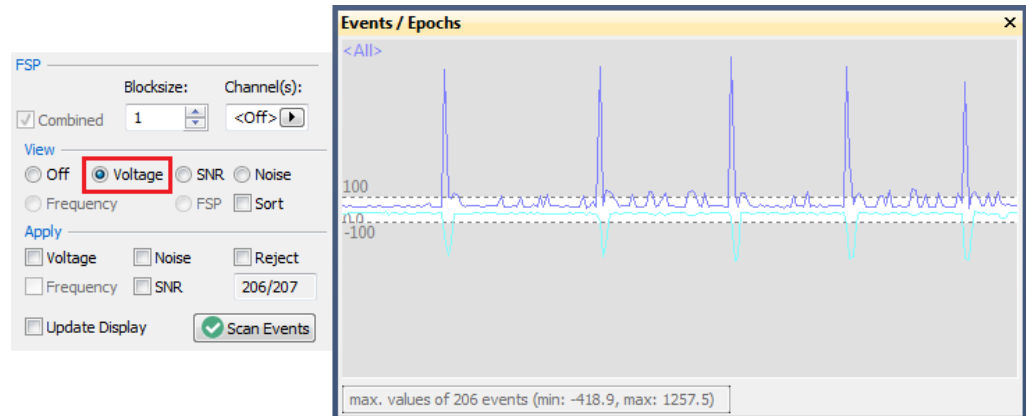 FSP
Blocksize: Channel(s):
Combined 1 <Off>
View
Off Voltage SNR Noise
Frequency FSP Sort
Apply
Voltage Noise Reject
Frequency SNR 206/207
Update Display Scan Events
Events / Epochs
<All>
100
0.0
-100
max. values of 206 events (min: -418.9, max: 1257.5)